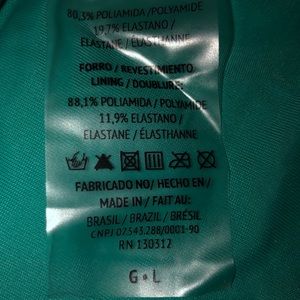 80,3% POLIAMIDA / POLYAMIDE
19,7% ELASTANO /
ELASTANE / ÉLASTHANNE
FORRO / REVESTIMIENTO
LINING / DOUBLURE:
88,1% POLIAMIDA / POLYAMIDE
11,9% ELASTANO /
ELASTANE / ÉLASTHANNE
FABRICADO NO / HECHO EN /
MADE IN / FAIT AU:
BRASIL / BRAZIL / BRÉSIL
CNPJ 07.543.288/0001-90
RN 130312
G • L